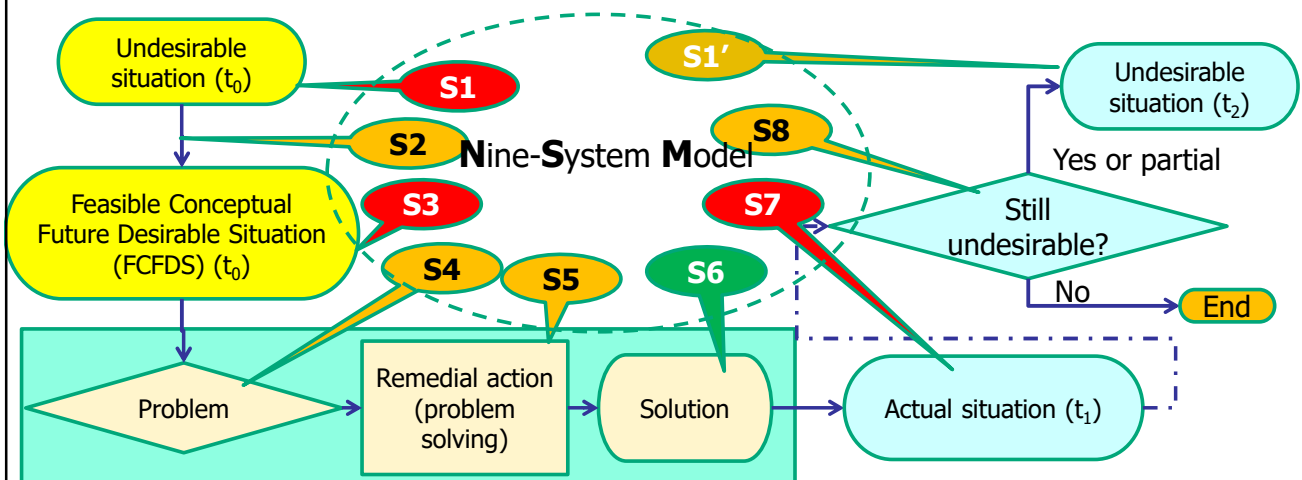 Undesirable
situation (t₀)
S1
S1’
Undesirable
situation (t₂)
S2
Nine-System Model
S8
Yes or partial
Feasible Conceptual
Future Desirable Situation
(FCFDS) (t₀)
S3
S7
Still
undesirable?
S4
S5
S6
No
End
Problem
Remedial action
(problem
solving)
Solution
Actual situation (t₁)